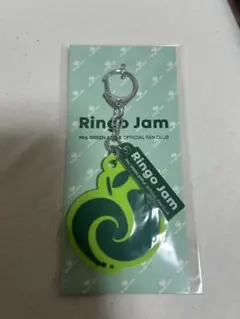 Ringo Jam
Mrs. GREEN APPLE OFFICIAL FAN CLUB
Ringo Jam